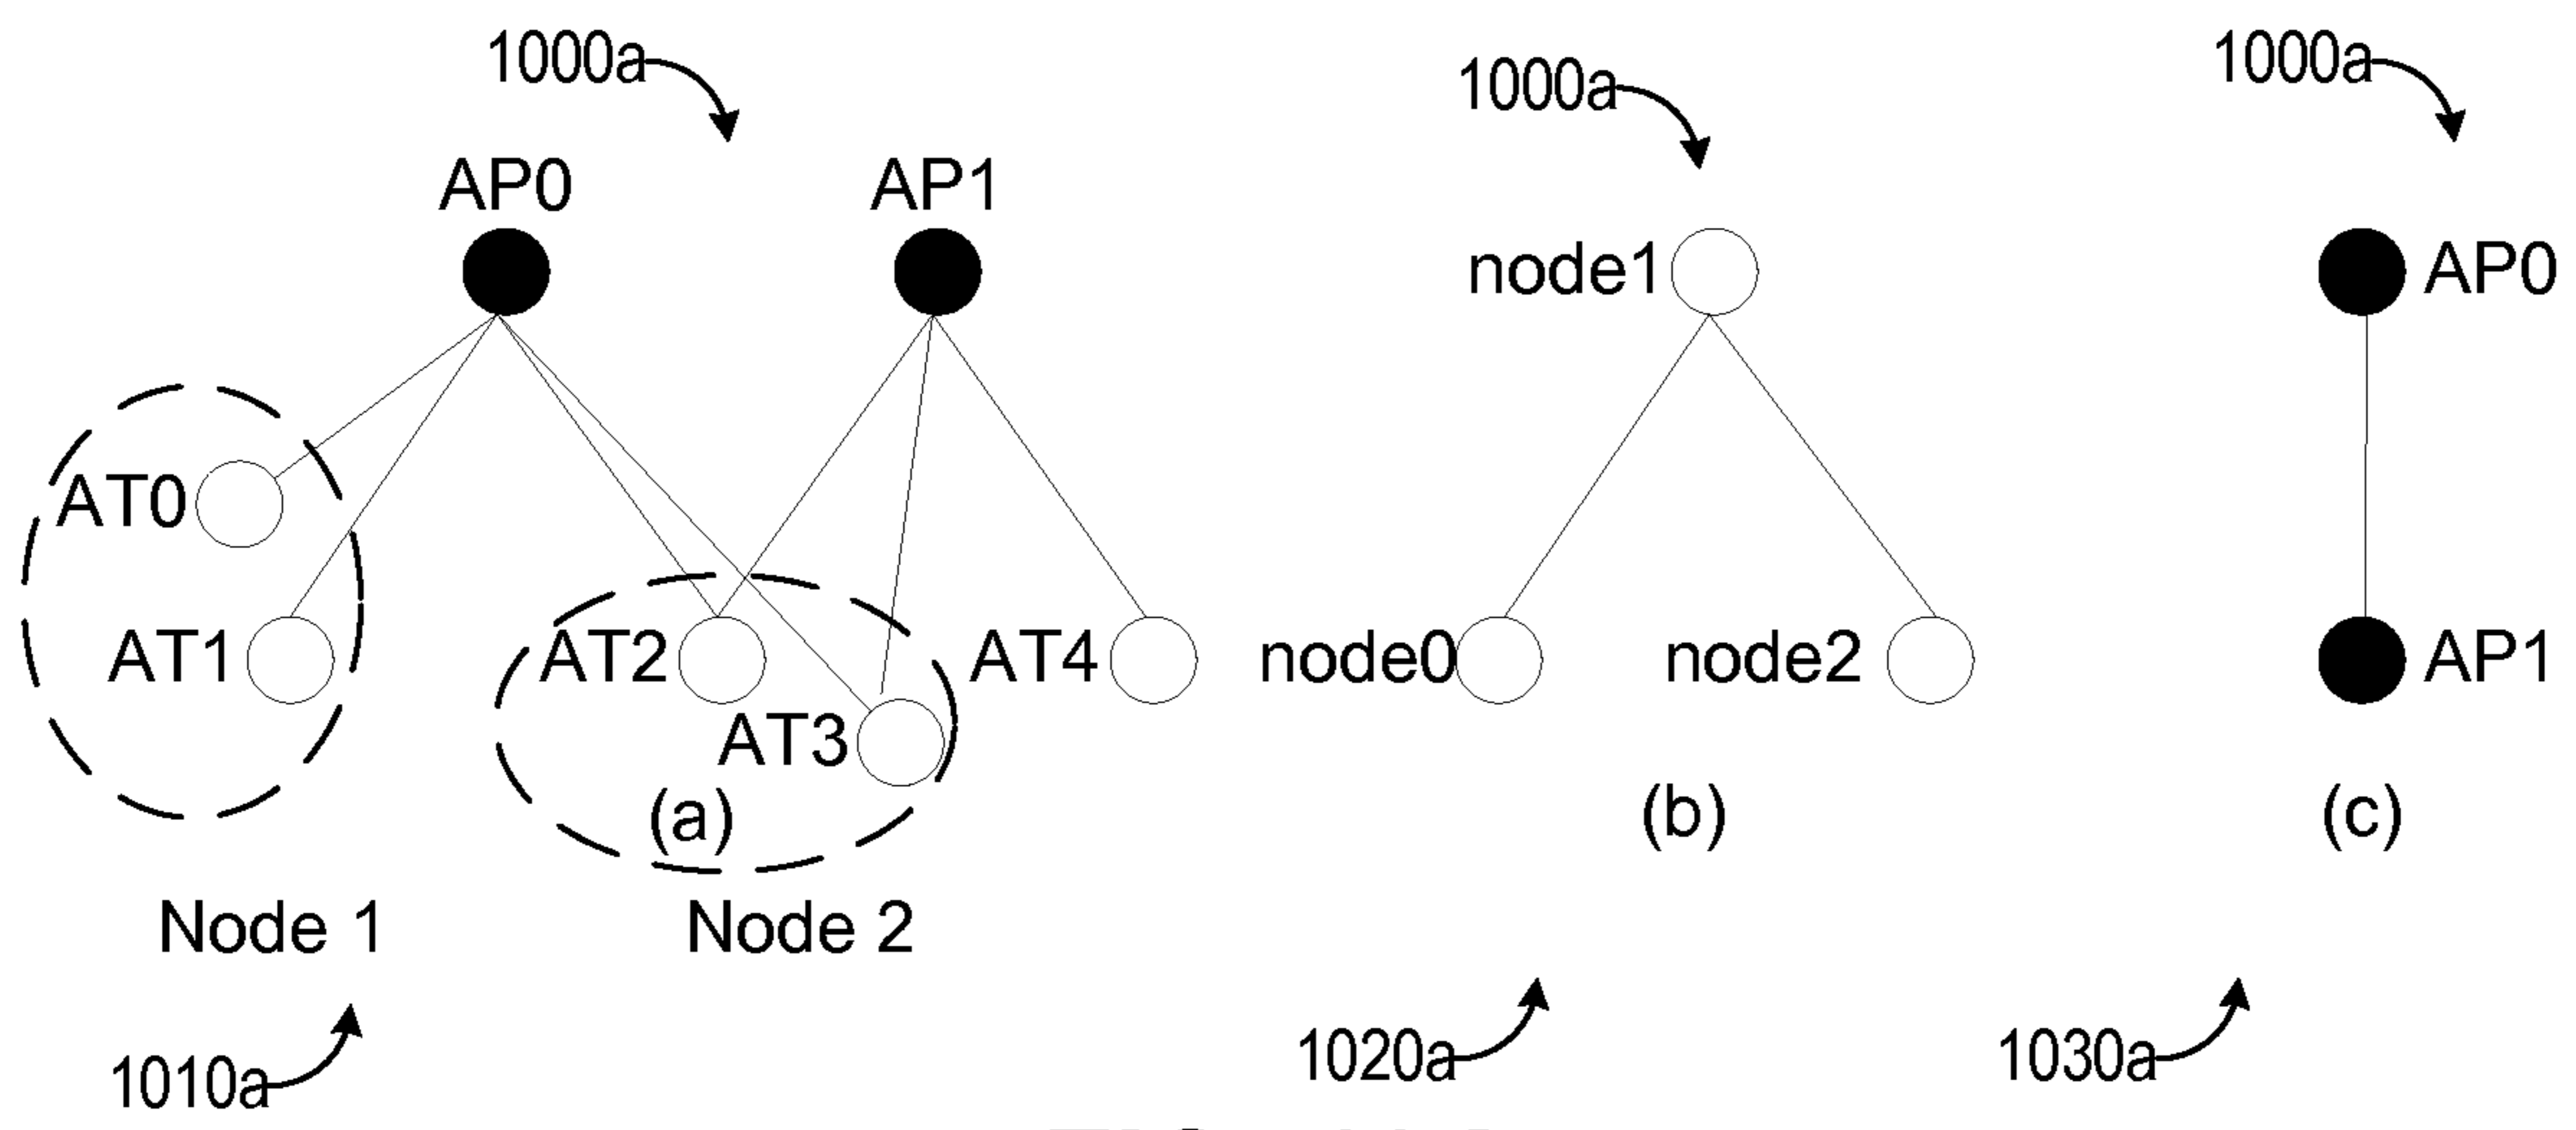 1000a
1000a
1000a
AP0
AP1
node1
AP0
AT0
AT1
AT2
AT4
node0
node2
AP1
AT3
(a)
(b)
(c)
Node 1
Node 2
1010a
1020a
1030a